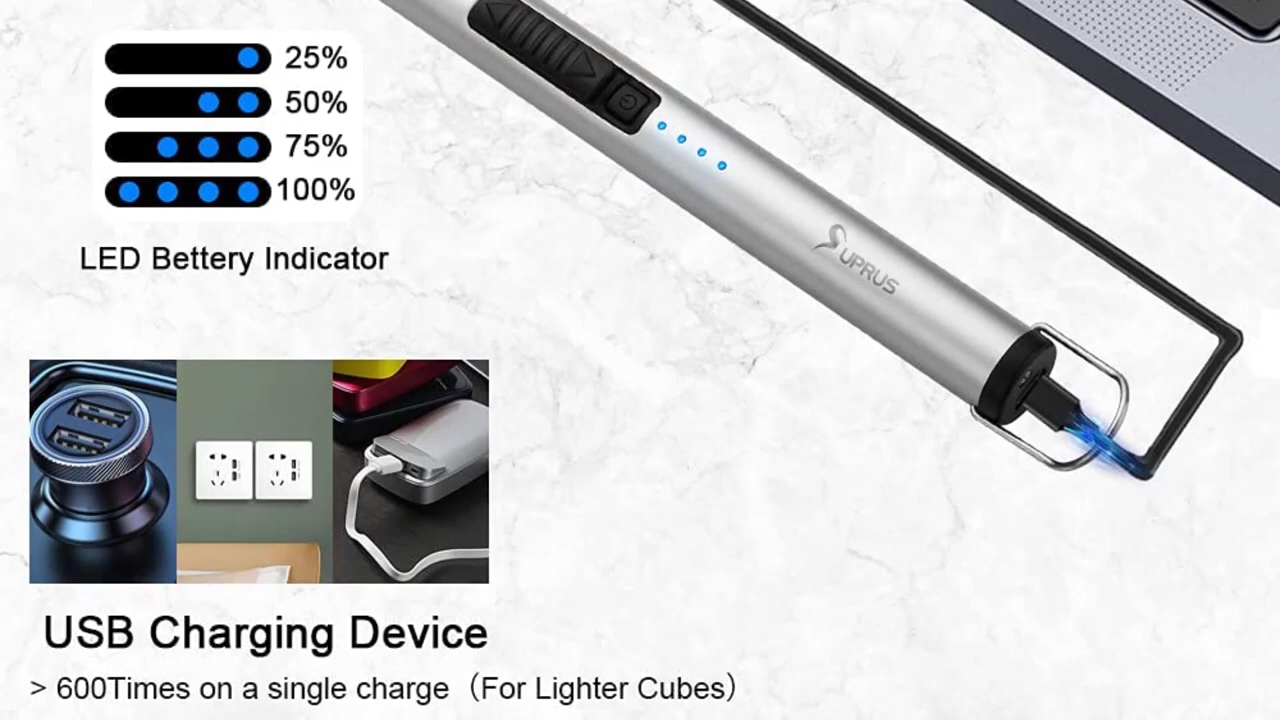 25%
50%
75%
100%
LED Bettery Indicator
SUPRUS
USB Charging Device
> 600Times on a single charge（For Lighter Cubes）